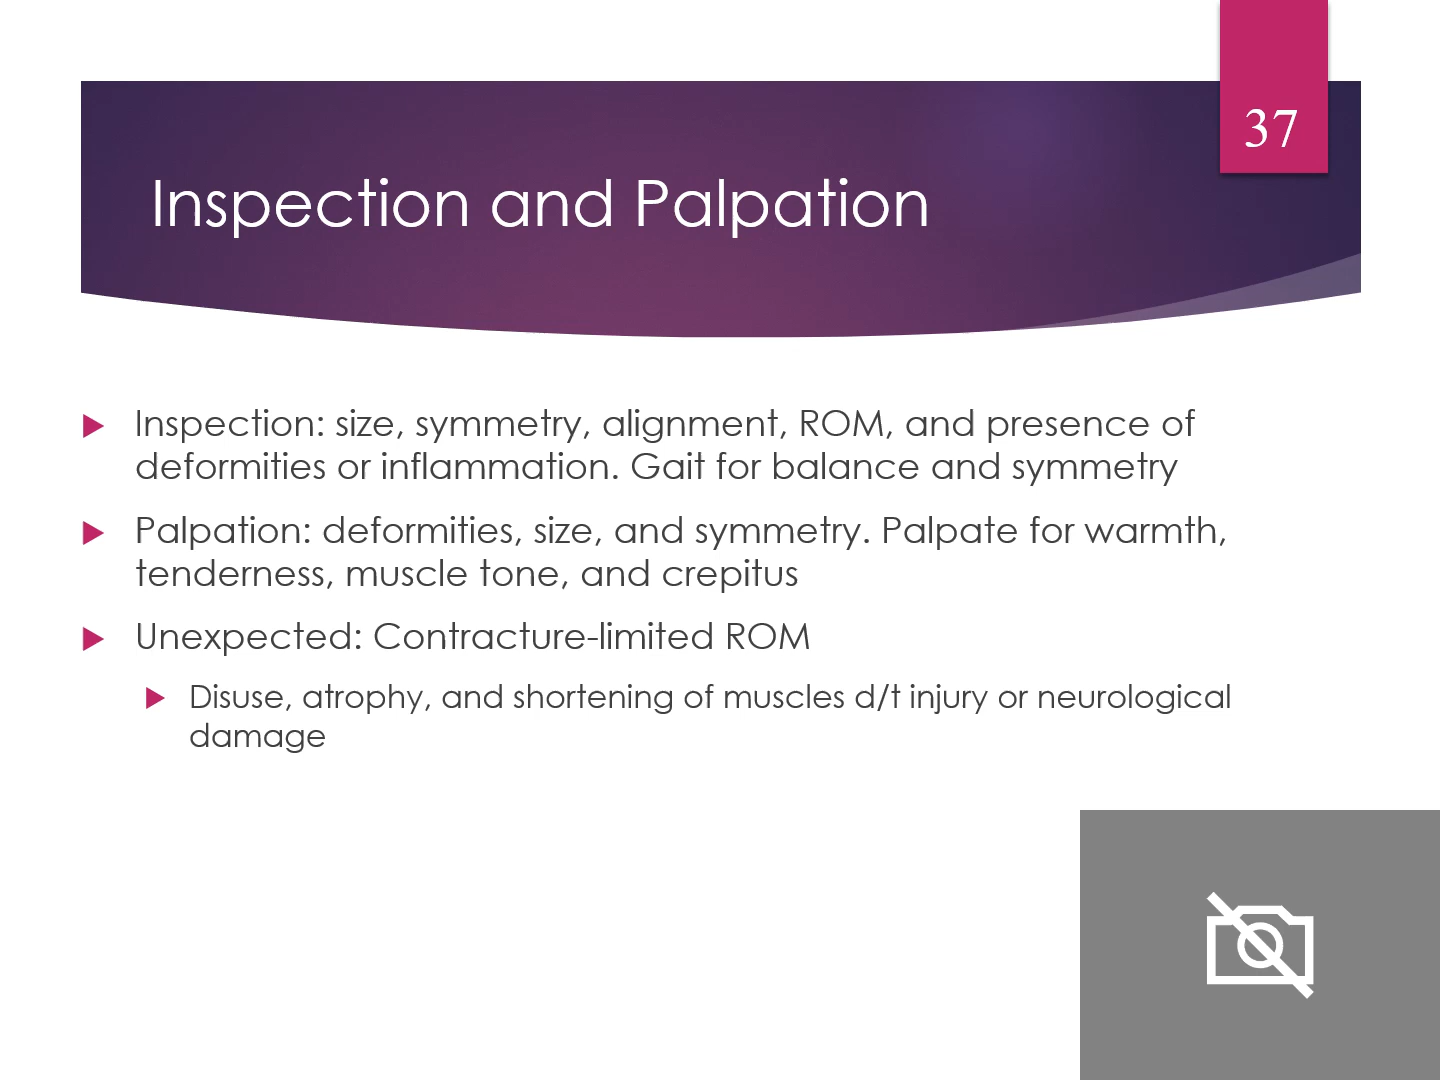 37
Inspection and Palpation
Inspection: size, symmetry, alignment, ROM, and presence of
deformities or inflammation. Gait for balance and symmetry
Palpation: deformities, size, and symmetry. Palpate for warmth,
tenderness, muscle tone, and crepitus
Unexpected: Contracture-limited ROM
Disuse, atrophy, and shortening of muscles d/t injury or neurological
damage